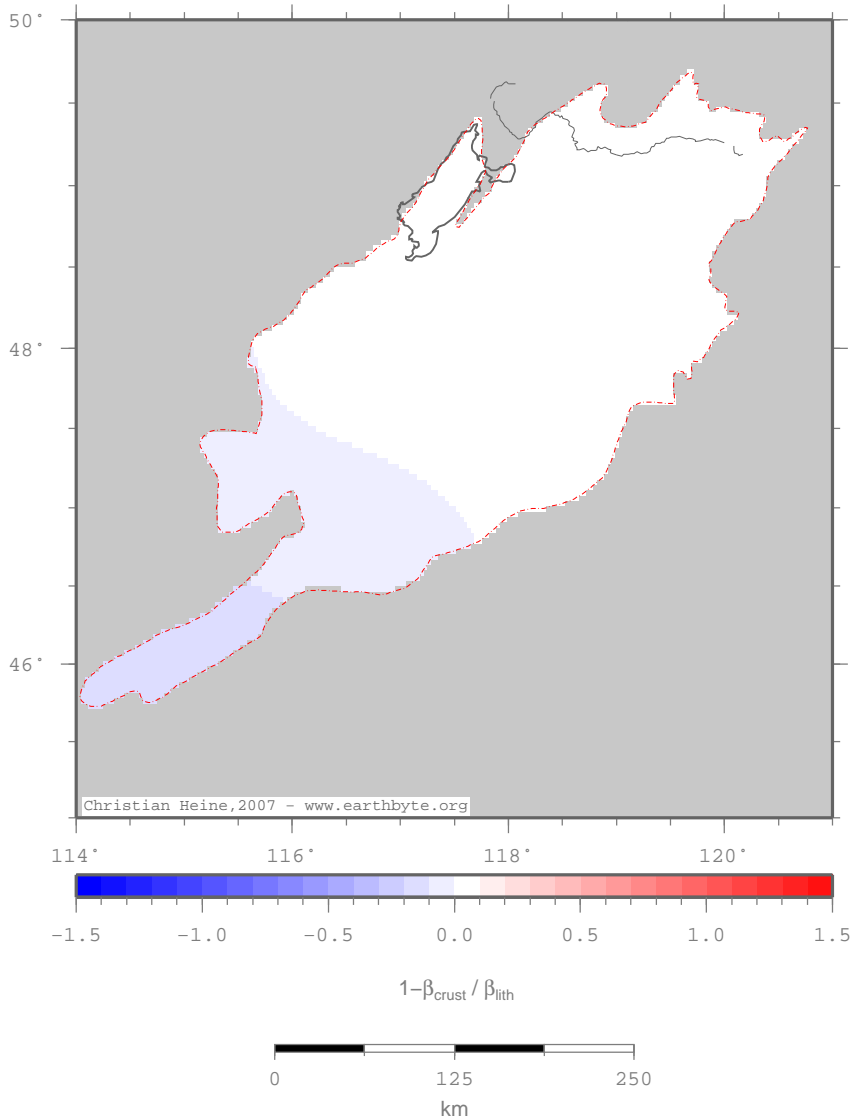 50°
48°
46°
Christian Heine,2007 - www.earthbyte.org
114° 116° 118° 120°
-1.5 -1.0 -0.5 0.0 0.5 1.0 1.5
1-βcrust / βlith
0 125 250
km